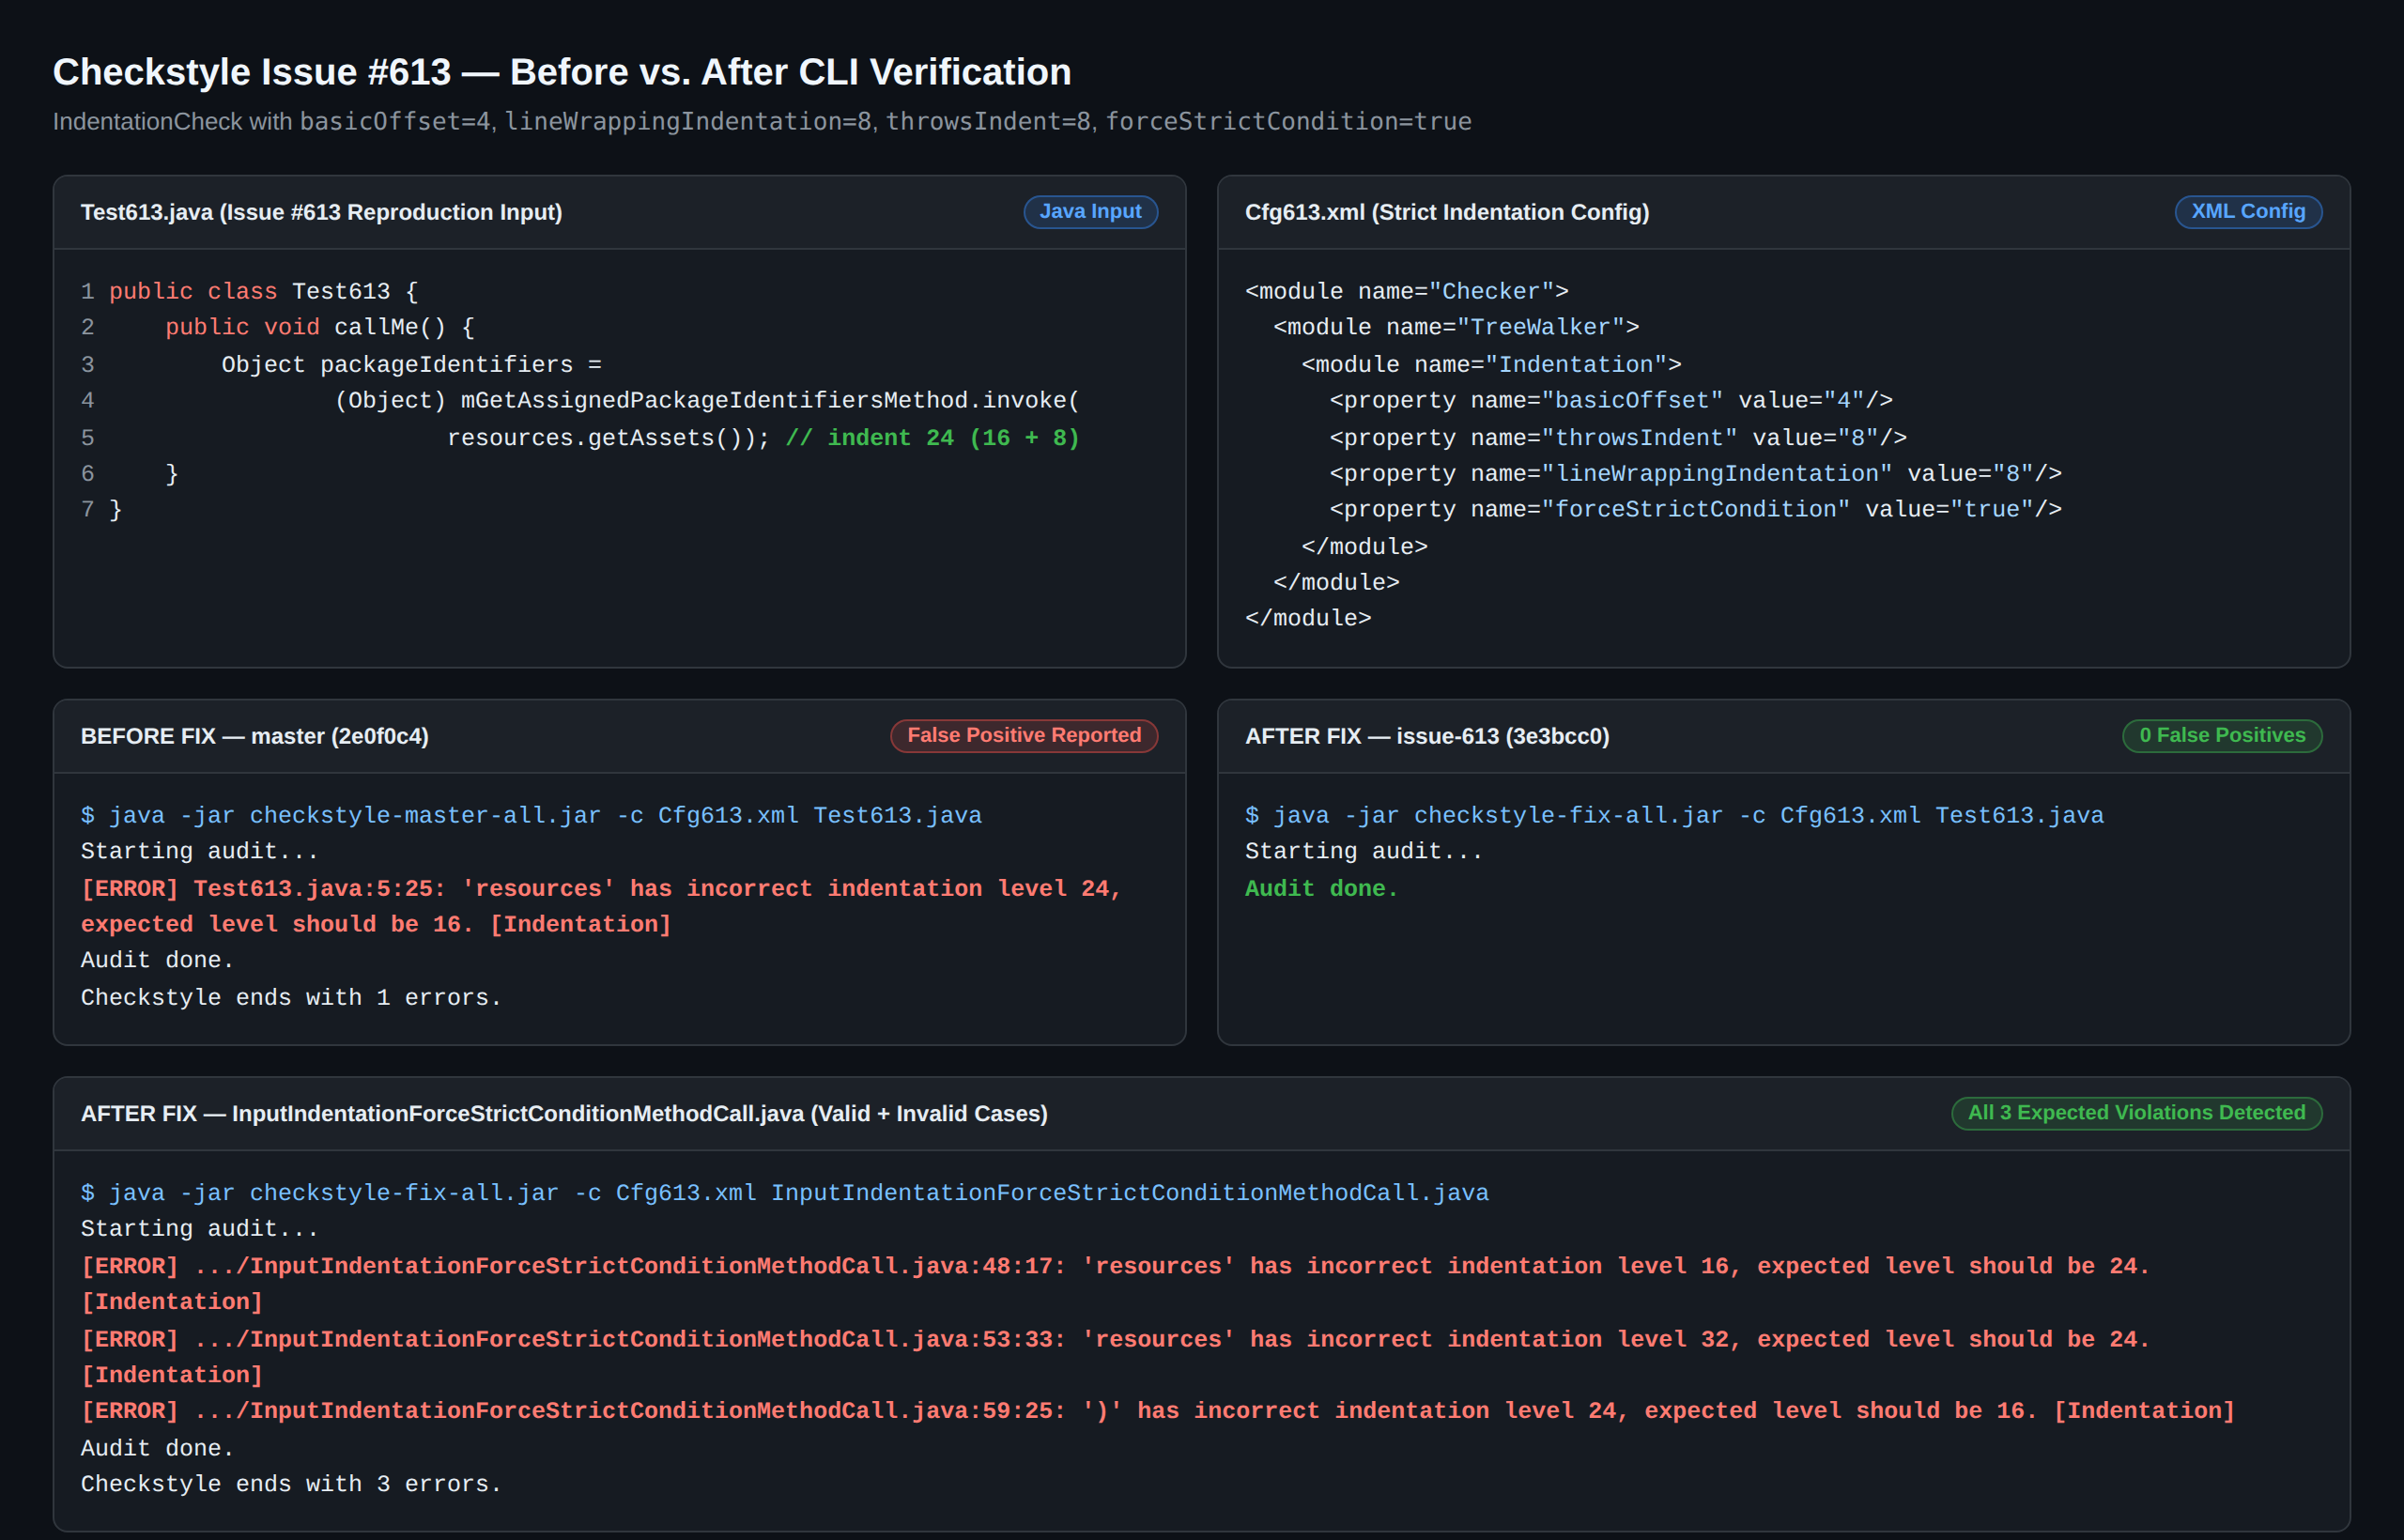 Checkstyle Issue #613 — Before vs. After CLI Verification
IndentationCheck with basicOffset=4, lineWrappingIndentation=8, throwsIndent=8, forceStrictCondition=true
Test613.java (Issue #613 Reproduction Input)
Java Input
1 public class Test613 {
2     public void callMe() {
3         Object packageIdentifiers =
4                 (Object) mGetAssignedPackageIdentifiersMethod.invoke(
5                         resources.getAssets()); // indent 24 (16 + 8)
6     }
7 }
Cfg613.xml (Strict Indentation Config)
XML Config
<module name="Checker">
  <module name="TreeWalker">
    <module name="Indentation">
      <property name="basicOffset" value="4"/>
      <property name="throwsIndent" value="8"/>
      <property name="lineWrappingIndentation" value="8"/>
      <property name="forceStrictCondition" value="true"/>
    </module>
  </module>
</module>
BEFORE FIX — master (2e0f0c4)
False Positive Reported
$ java -jar checkstyle-master-all.jar -c Cfg613.xml Test613.java
Starting audit...
[ERROR] Test613.java:5:25: 'resources' has incorrect indentation level 24,
expected level should be 16. [Indentation]
Audit done.
Checkstyle ends with 1 errors.
AFTER FIX — issue-613 (3e3bcc0)
0 False Positives
$ java -jar checkstyle-fix-all.jar -c Cfg613.xml Test613.java
Starting audit...
Audit done.
AFTER FIX — InputIndentationForceStrictConditionMethodCall.java (Valid + Invalid Cases)
All 3 Expected Violations Detected
$ java -jar checkstyle-fix-all.jar -c Cfg613.xml InputIndentationForceStrictConditionMethodCall.java
Starting audit...
[ERROR] .../InputIndentationForceStrictConditionMethodCall.java:48:17: 'resources' has incorrect indentation level 16, expected level should be 24.
[Indentation]
[ERROR] .../InputIndentationForceStrictConditionMethodCall.java:53:33: 'resources' has incorrect indentation level 32, expected level should be 24.
[Indentation]
[ERROR] .../InputIndentationForceStrictConditionMethodCall.java:59:25: ')' has incorrect indentation level 24, expected level should be 16. [Indentation]
Audit done.
Checkstyle ends with 3 errors.